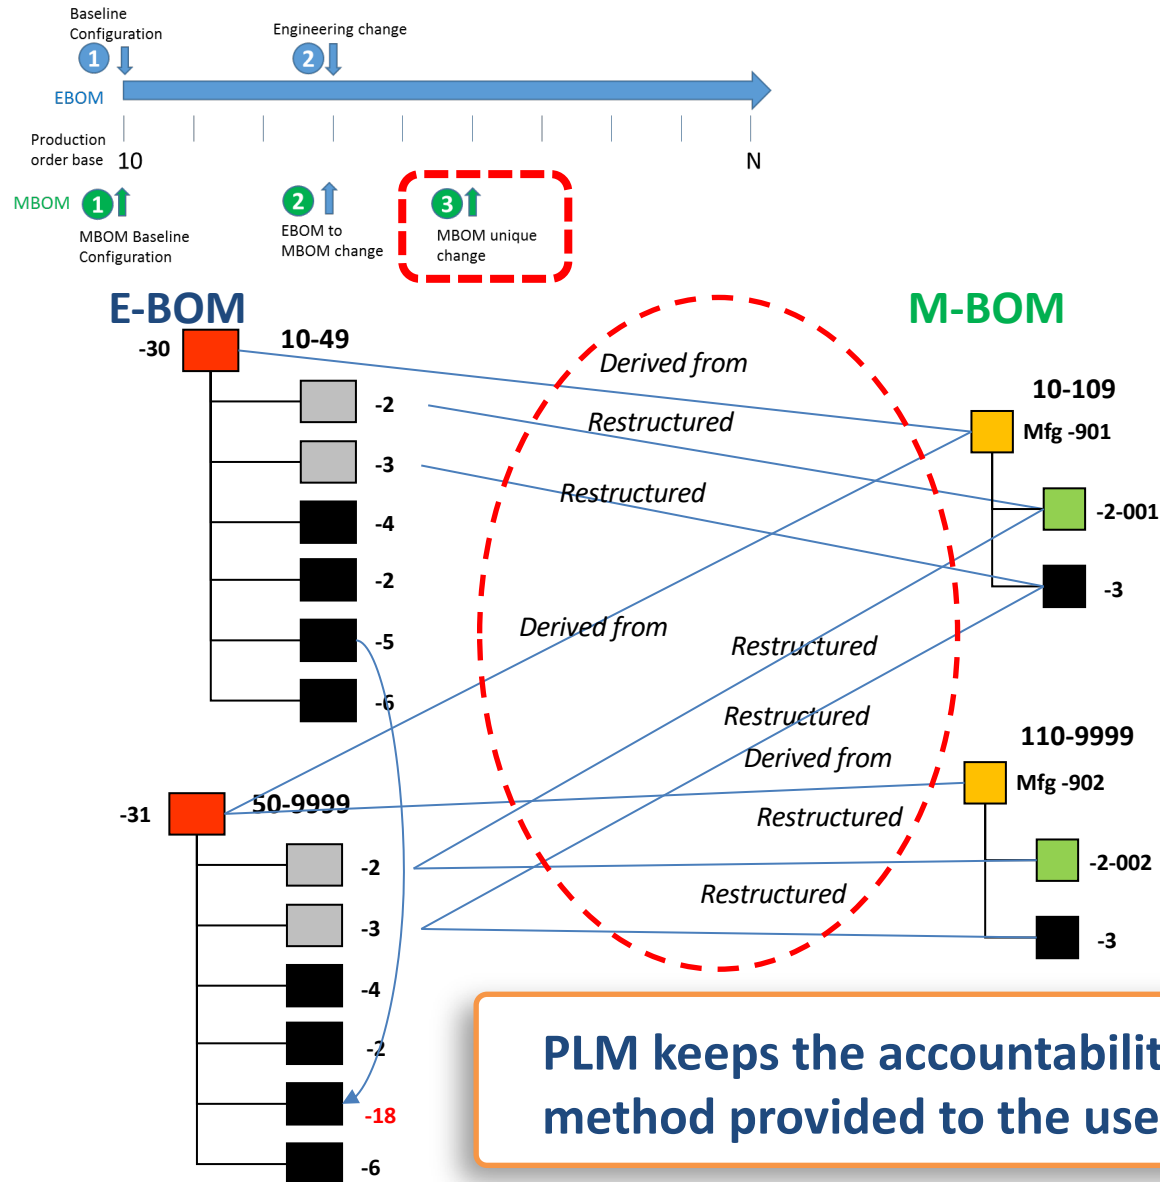 Baseline
Configuration
Engineering change
1
2
EBOM
Production
order base
10
N
MBOM
1
2
3
MBOM Baseline
Configuration
EBOM to
MBOM change
MBOM unique
change
E-BOM
M-BOM
-30
10-49
Derived from
10-109
-2
Restructured
Mfg -901
-3
Restructured
-2-001
-4
-2
-3
-5
Derived from
Restructured
-6
Restructured
110-9999
Derived from
Mfg -902
-31
50-9999
Restructured
-2
-2-002
-3
Restructured
-3
-4
-2
-18
-6
PLM keeps the accountabilit
method provided to the use